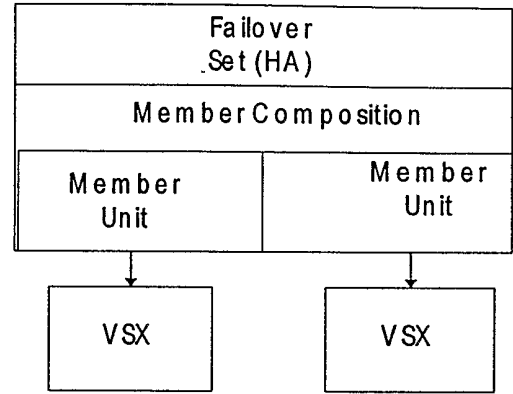 Failover
Set (HA)
Member Composition
Member
Unit
Member
Unit
VSX
VSX